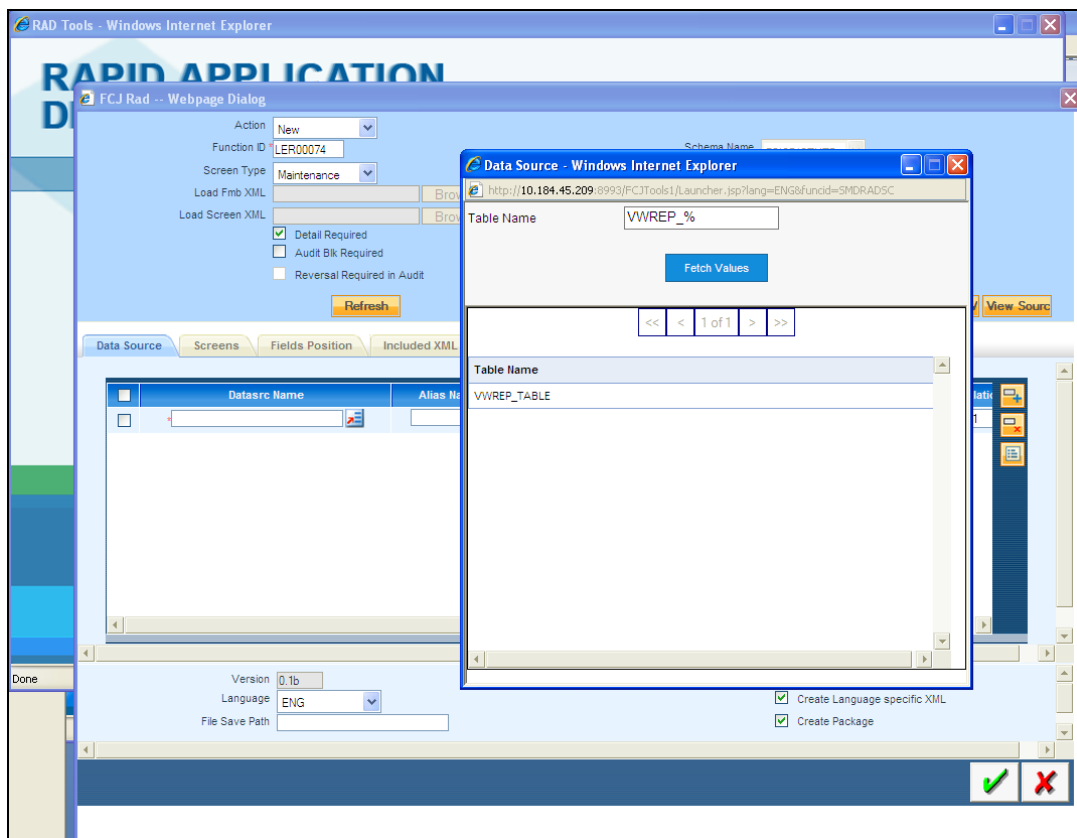 RAD Tools - Windows Internet Explorer
RAPID APPLICATION
FCJ Rad -- Webpage Dialog
Action New
Function ID * LER00074
Schema Name
Screen Type Maintenance
Load Fmb XML Brow
Load Screen XML Brow
Detail Required
Audit Blk Required
Reversal Required in Audit
Refresh
View Sourc
Data Source Screens Fields Position Included XML
Datasrc Name Alias Na
*
1
Data Source - Windows Internet Explorer
http://10.184.45.209:8993/FCJTools1/Launcher.jsp?lang=ENG&funcid=SMDRADSC
Table Name VWREP_%
Fetch Values
<< < 1 of 1 > >>
Table Name
VWREP_TABLE
Done
Version 0.1b
Language ENG
Create Language specific XML
File Save Path
Create Package